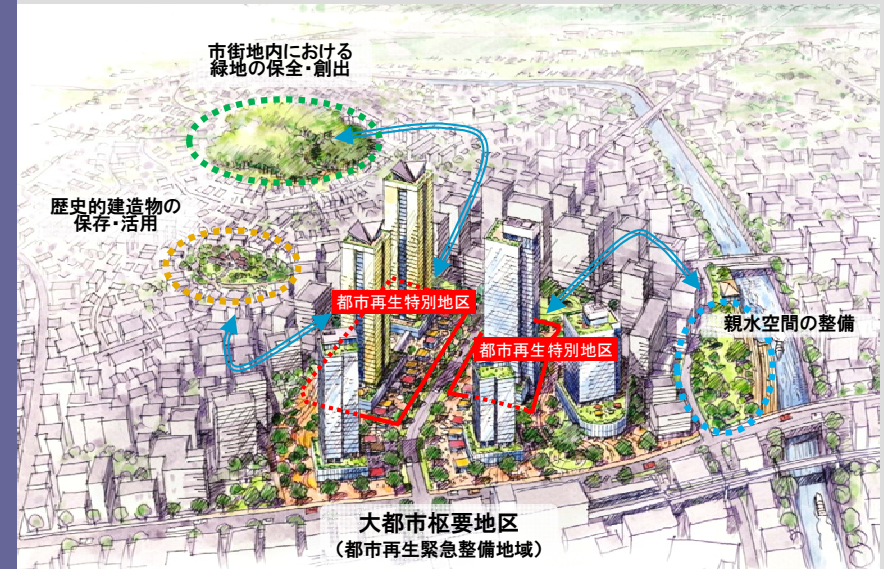 市街地内における
緑地の保全・創出
歴史的建造物の
保存・活用
都市再生特別地区
都市再生特別地区
親水空間の整備
大都市枢要地区
（都市再生緊急整備地域）